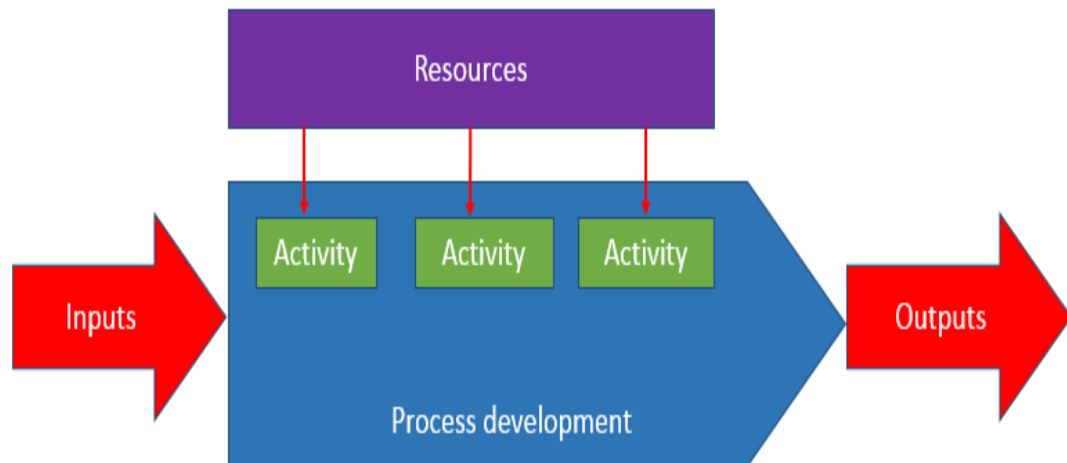 Resources
Activity
Activity
Activity
Inputs
Outputs
Process development